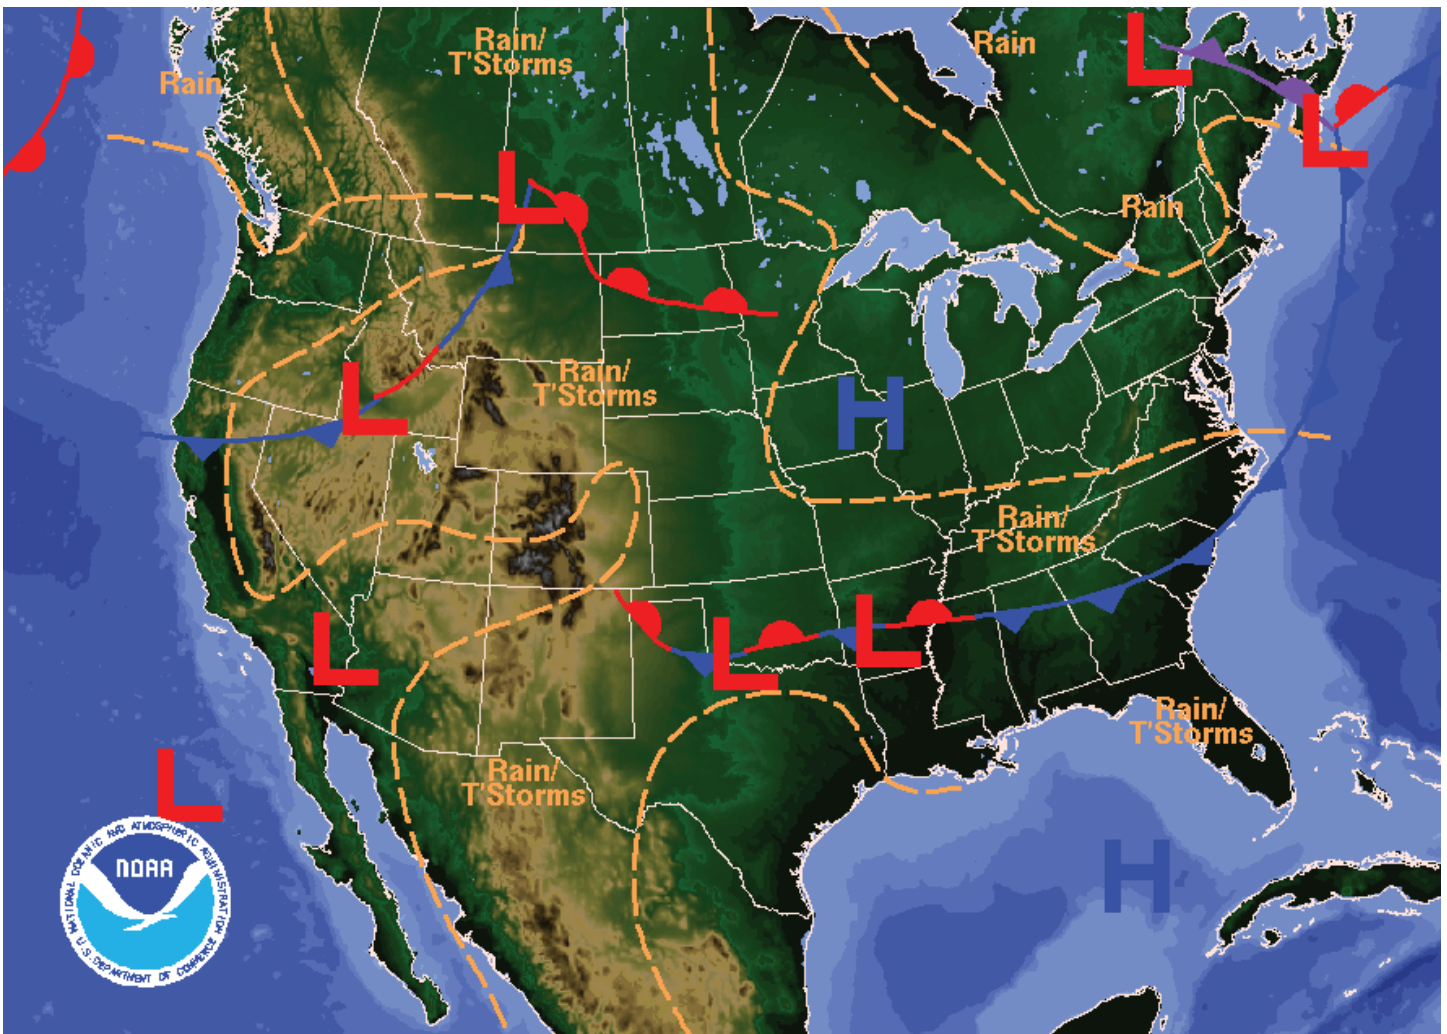 Rain/
T'Storms
Rain
L
Rain
L
L
Rain
L
Rain/
T'Storms
L
H
Rain/
T'Storms
L
L
L
Rain/
T'Storms
Rain/
T'Storms
L
H
NOAA
NATIONAL OCEANIC AND ATMOSPHERIC ADMINISTRATION
U.S. DEPARTMENT OF COMMERCE